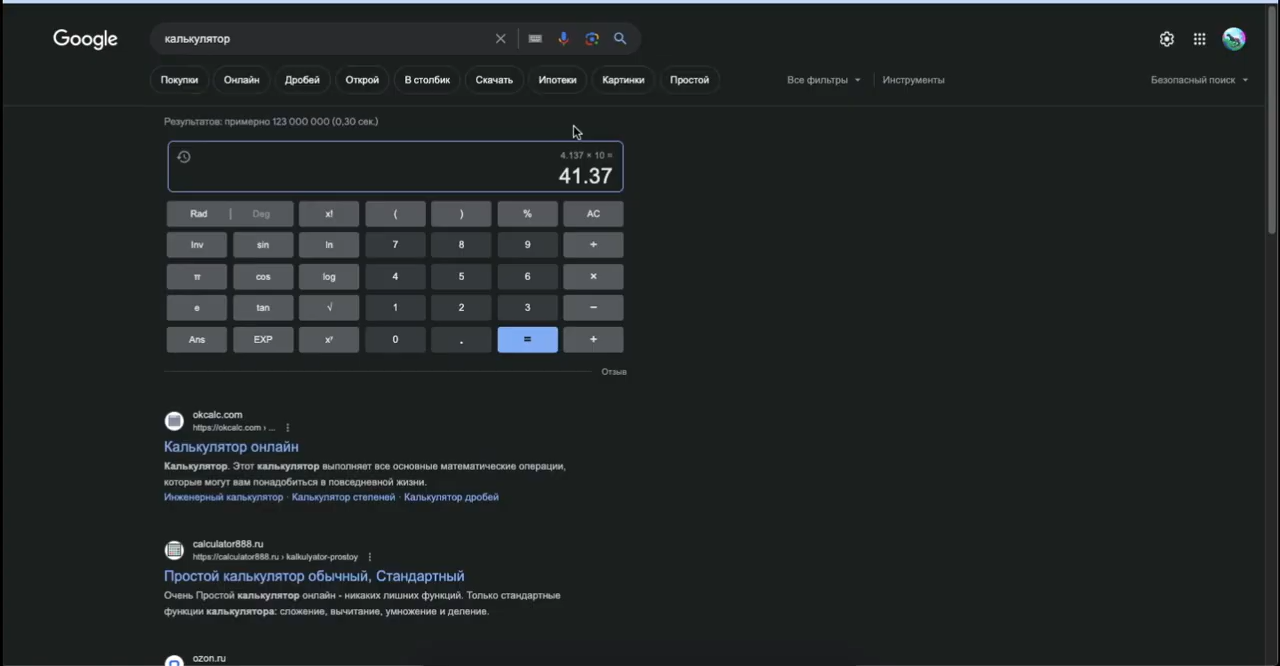 Google
калькулятор
Покупки Онлайн Дробей Открой В столбик Скачать Ипотеки Картинки Простой Все фильтры Инструменты Безопасный поиск
Результатов: примерно 123 000 000 (0,30 сек.)
4.137 × 10 =
41.37
Rad | Deg x! ( ) % AC
Inv sin ln 7 8 9 ÷
π cos log 4 5 6 ×
e tan √ 1 2 3 −
Ans EXP xʸ 0 . = +
Отзыв
okcalc.com
https://okcalc.com › ...
Калькулятор онлайн
Калькулятор. Этот калькулятор выполняет все основные математические операции,
которые могут вам понадобиться в повседневной жизни.
Инженерный калькулятор · Калькулятор степеней · Калькулятор дробей
calculator888.ru
https://calculator888.ru › kalkulyator-prostoy
Простой калькулятор обычный, Стандартный
Очень Простой калькулятор онлайн - никаких лишних функций. Только стандартные
функции калькулятора: сложение, вычитание, умножение и деление.
ozon.ru